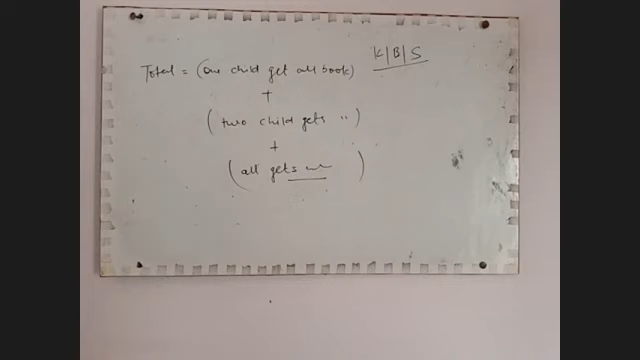 K|B|S
Total = (One child get all book)
+
(two child gets ")
+
(all gets )